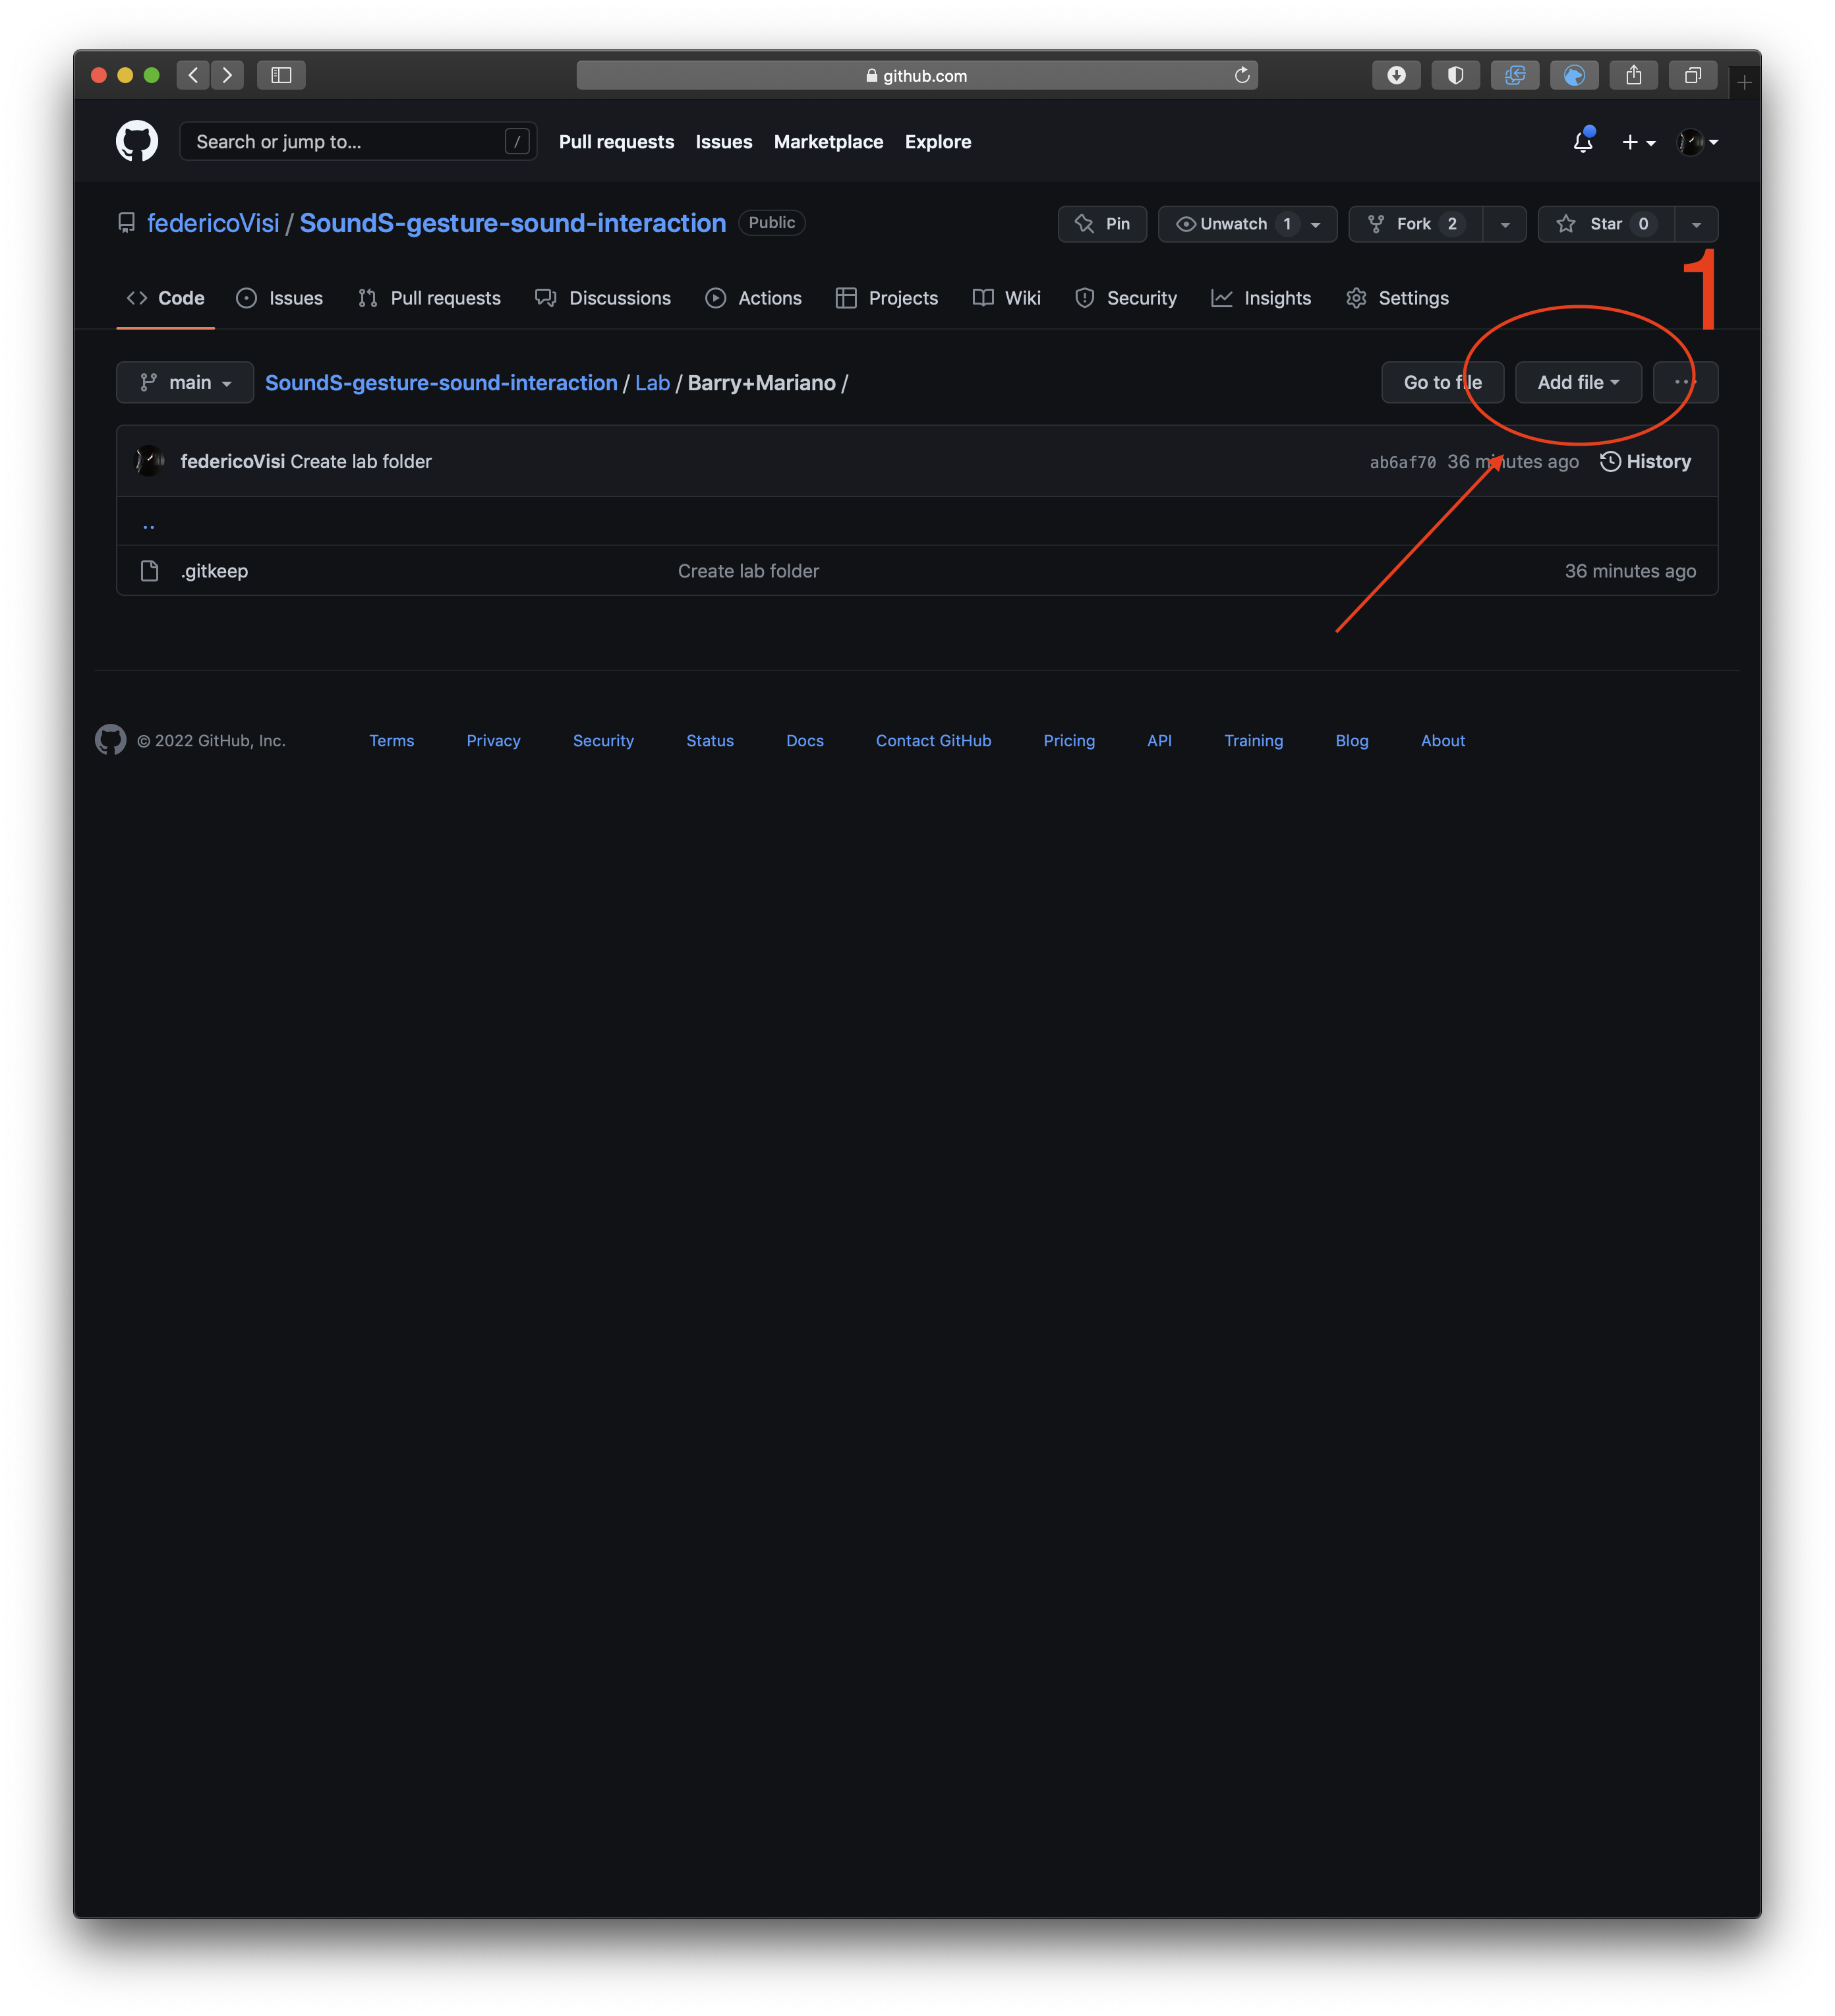 github.com
Search or jump to... / Pull requests Issues Marketplace Explore
federicoVisi / SoundS-gesture-sound-interaction Public Pin Unwatch 1 Fork 2 Star 0
1
Code Issues Pull requests Discussions Actions Projects Wiki Security Insights Settings
main SoundS-gesture-sound-interaction / Lab / Barry+Mariano / Go to file Add file ...
federicoVisi Create lab folder ab6af70 36 minutes ago History
..
.gitkeep Create lab folder 36 minutes ago
© 2022 GitHub, Inc. Terms Privacy Security Status Docs Contact GitHub Pricing API Training Blog About